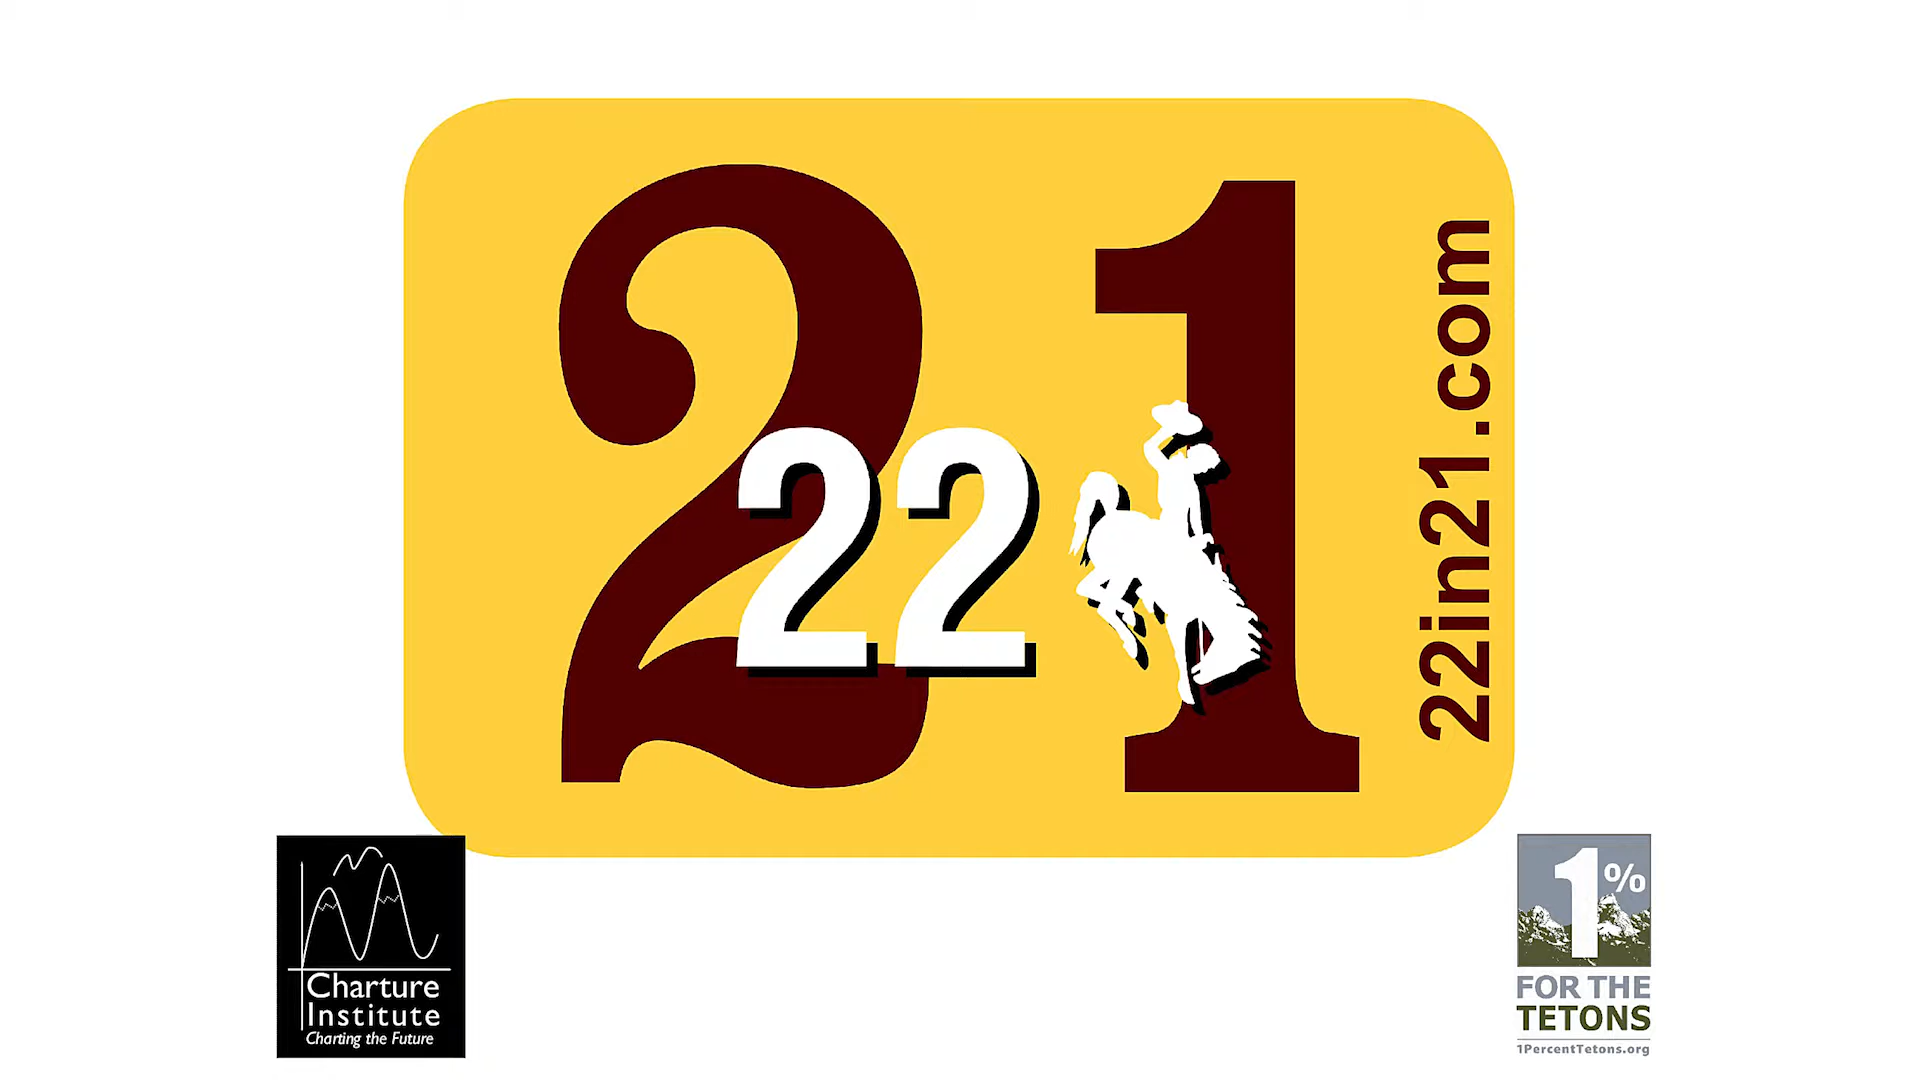 21
22
22in21.com
Charture
Institute
Charting the Future
1%
FOR THE
TETONS
1PercentTetons.org